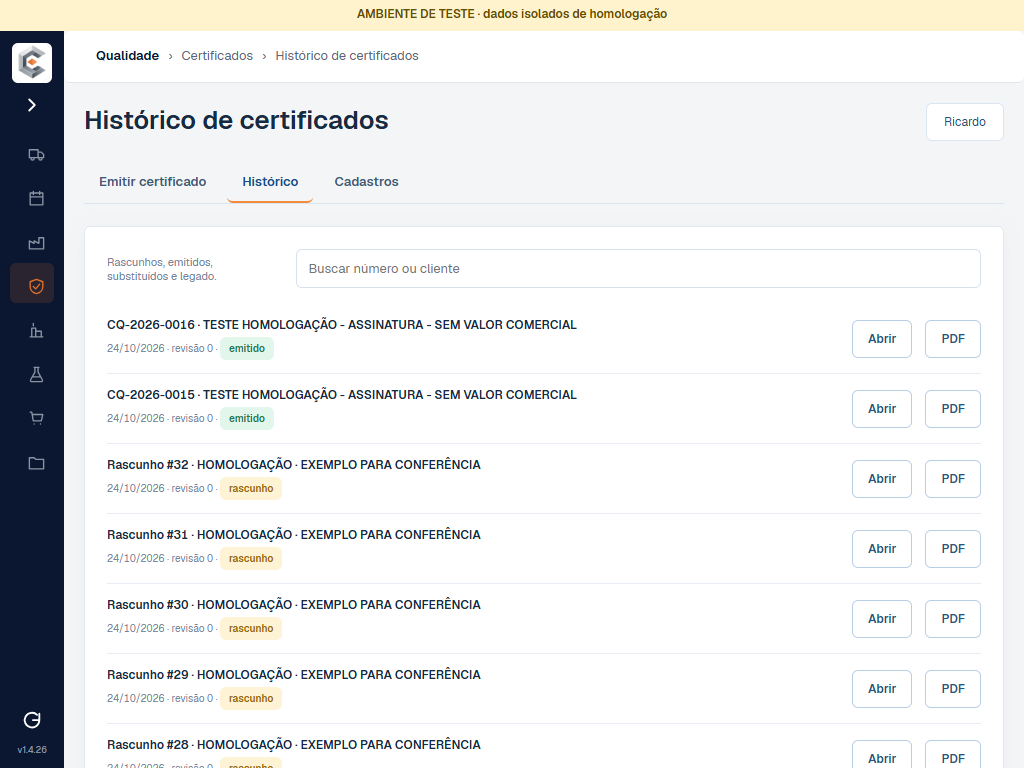 AMBIENTE DE TESTE · dados isolados de homologação
Qualidade › Certificados › Histórico de certificados
Histórico de certificados
Ricardo
Emitir certificado Histórico Cadastros
Rascunhos, emitidos,
substituídos e legado.
Buscar número ou cliente
CQ-2026-0016 · TESTE HOMOLOGAÇÃO - ASSINATURA - SEM VALOR COMERCIAL
24/10/2026 · revisão 0 · emitido
Abrir PDF
CQ-2026-0015 · TESTE HOMOLOGAÇÃO - ASSINATURA - SEM VALOR COMERCIAL
24/10/2026 · revisão 0 · emitido
Abrir PDF
Rascunho #32 · HOMOLOGAÇÃO · EXEMPLO PARA CONFERÊNCIA
24/10/2026 · revisão 0 · rascunho
Abrir PDF
Rascunho #31 · HOMOLOGAÇÃO · EXEMPLO PARA CONFERÊNCIA
24/10/2026 · revisão 0 · rascunho
Abrir PDF
Rascunho #30 · HOMOLOGAÇÃO · EXEMPLO PARA CONFERÊNCIA
24/10/2026 · revisão 0 · rascunho
Abrir PDF
Rascunho #29 · HOMOLOGAÇÃO · EXEMPLO PARA CONFERÊNCIA
24/10/2026 · revisão 0 · rascunho
Abrir PDF
Rascunho #28 · HOMOLOGAÇÃO · EXEMPLO PARA CONFERÊNCIA
24/10/2026 · revisão 0 · rascunho
Abrir PDF
v1.4.26